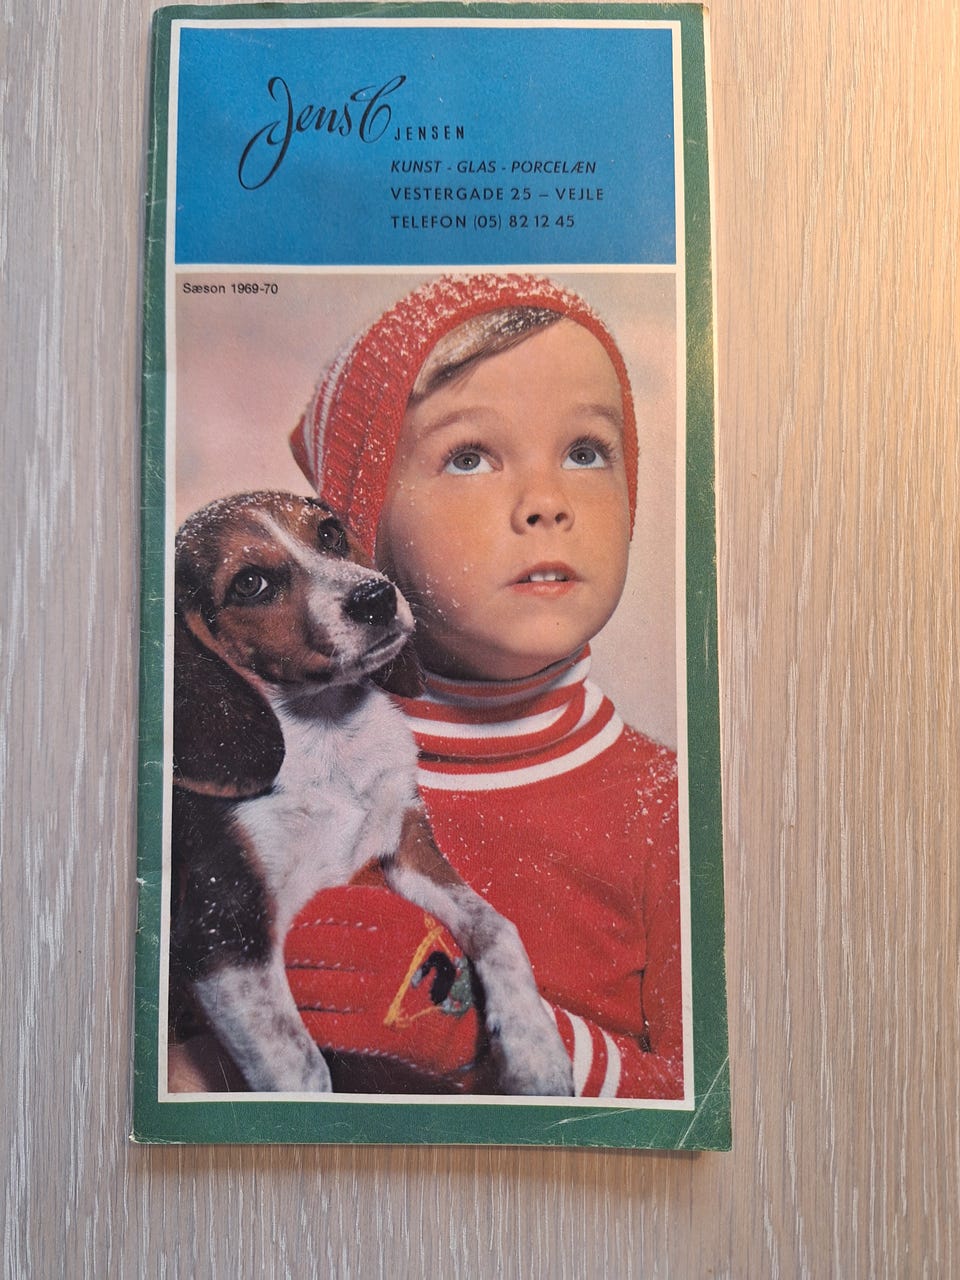 Jens C
JENSEN
KUNST - GLAS - PORCELÆN
VESTERGADE 25 – VEJLE
TELEFON (05) 82 12 45
Sæson 1969-70